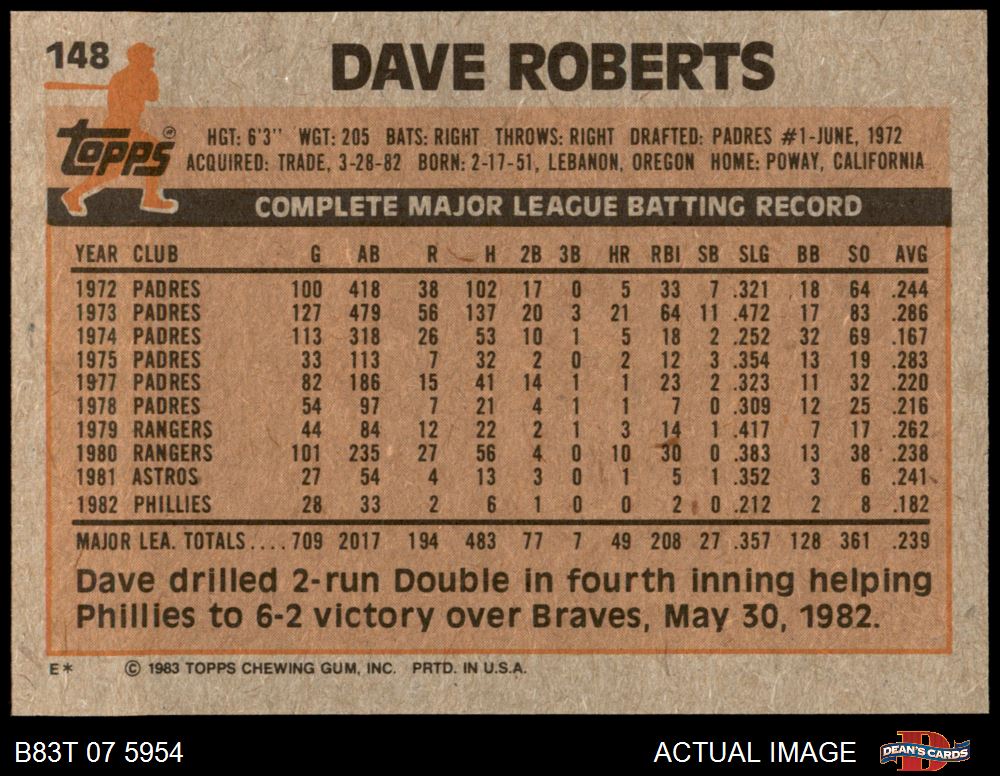 148
DAVE ROBERTS
Topps®
HGT: 6'3" WGT: 205 BATS: RIGHT THROWS: RIGHT DRAFTED: PADRES #1-JUNE, 1972
ACQUIRED: TRADE, 3-28-82 BORN: 2-17-51, LEBANON, OREGON HOME: POWAY, CALIFORNIA
COMPLETE MAJOR LEAGUE BATTING RECORD
YEAR CLUB G AB R H 2B 3B HR RBI SB SLG BB SO AVG
1972 PADRES 100 418 38 102 17 0 5 33 7 .321 18 64 .244
1973 PADRES 127 479 56 137 20 3 21 64 11 .472 17 83 .286
1974 PADRES 113 318 26 53 10 1 5 18 2 .252 32 69 .167
1975 PADRES 33 113 7 32 2 0 2 12 3 .354 13 19 .283
1977 PADRES 82 186 15 41 14 1 1 23 2 .323 11 32 .220
1978 PADRES 54 97 7 21 4 1 1 7 0 .309 12 25 .216
1979 RANGERS 44 84 12 22 2 1 3 14 1 .417 7 17 .262
1980 RANGERS 101 235 27 56 4 0 10 30 0 .383 13 38 .238
1981 ASTROS 27 54 4 13 3 0 1 5 1 .352 3 6 .241
1982 PHILLIES 28 33 2 6 1 0 0 2 0 .212 2 8 .182
MAJOR LEA. TOTALS....709 2017 194 483 77 7 49 208 27 .357 128 361 .239
Dave drilled 2-run Double in fourth inning helping
Phillies to 6-2 victory over Braves, May 30, 1982.
E* © 1983 TOPPS CHEWING GUM, INC. PRTD. IN U.S.A.
B83T 07 5954 ACTUAL IMAGE D DEAN'S CARDS